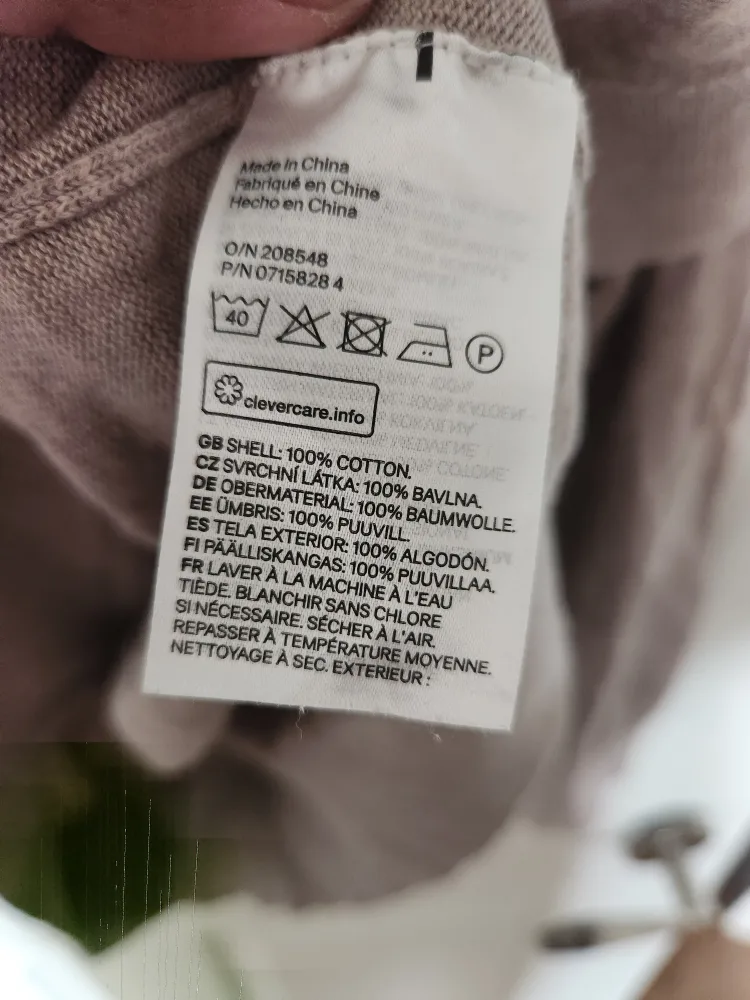 Made in China
Fabriqué en Chine
Hecho en China
O/N 208548
P/N 0715828 4
40
P
clevercare.info
GB SHELL: 100% COTTON.
CZ SVRCHNÍ LÁTKA: 100% BAVLNA.
DE OBERMATERIAL: 100% BAUMWOLLE.
EE ÜMBRIS: 100% PUUVILL.
ES TELA EXTERIOR: 100% ALGODÓN.
FI PÄÄLLISKANGAS: 100% PUUVILLAA.
FR LAVER À LA MACHINE À L'EAU
TIÈDE. BLANCHIR SANS CHLORE
SI NÉCESSAIRE. SÉCHER À L'AIR.
REPASSER À TEMPÉRATURE MOYENNE.
NETTOYAGE À SEC. EXTERIEUR :